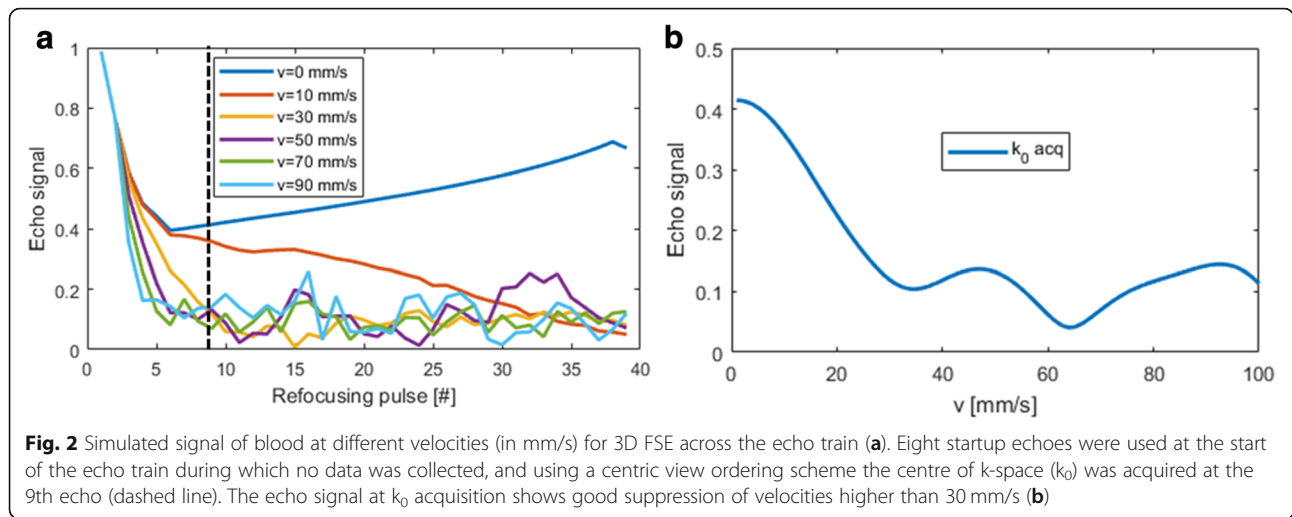 a
1
0.8
0.6
0.4
0.2
0
Echo signal
0 5 10 15 20 25 30 35 40
Refocusing pulse [#]
v=0 mm/s
v=10 mm/s
v=30 mm/s
v=50 mm/s
v=70 mm/s
v=90 mm/s
b
0.5
0.4
0.3
0.2
0.1
0
Echo signal
0 20 40 60 80 100
v [mm/s]
k0 acq
Fig. 2 Simulated signal of blood at different velocities (in mm/s) for 3D FSE across the echo train (a). Eight startup echoes were used at the start
of the echo train during which no data was collected, and using a centric view ordering scheme the centre of k-space (k0) was acquired at the
9th echo (dashed line). The echo signal at k0 acquisition shows good suppression of velocities higher than 30 mm/s (b)